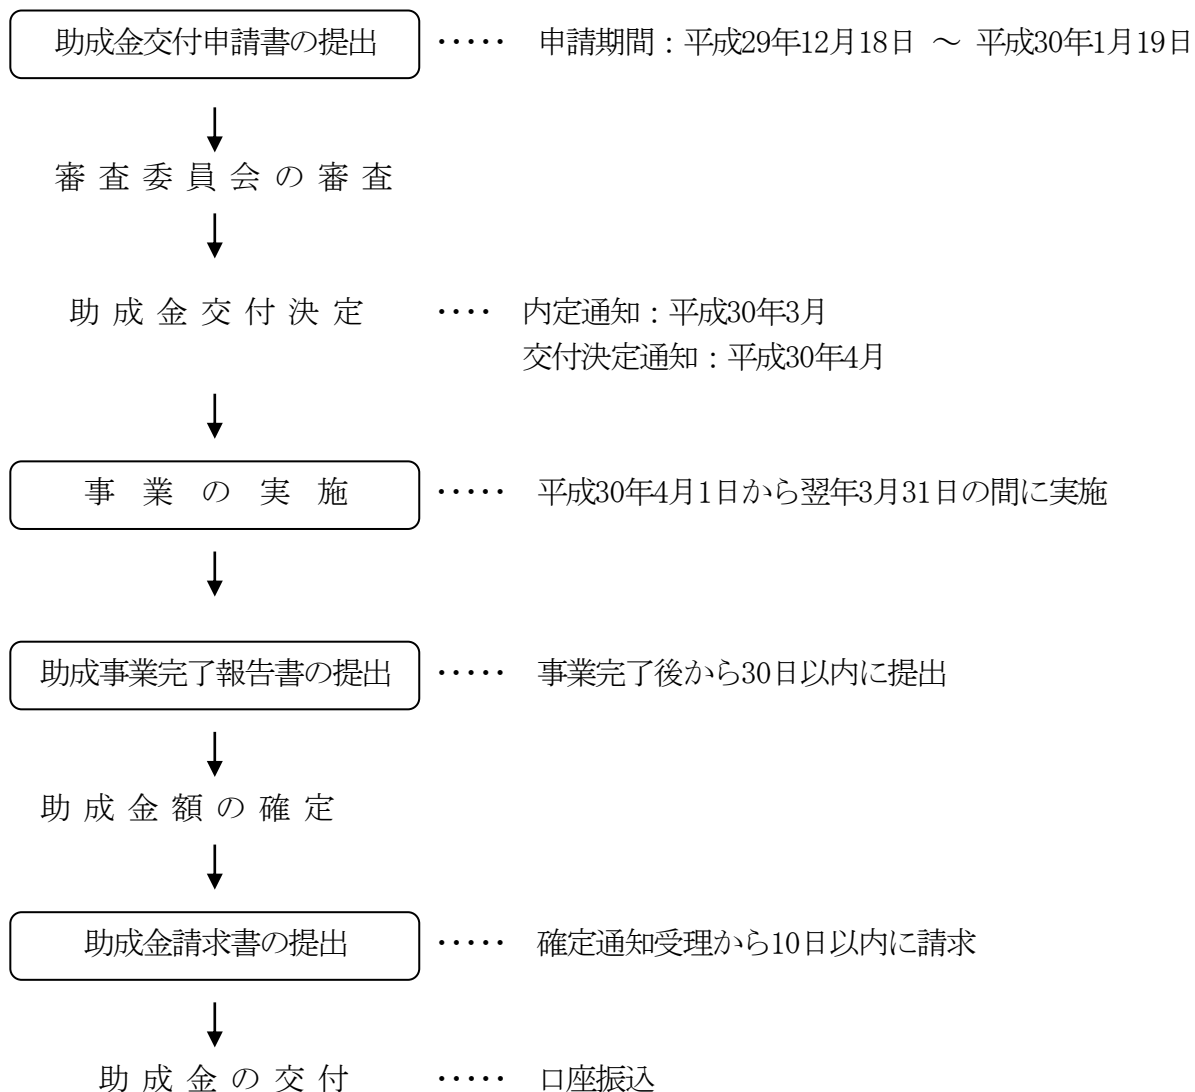 助成金交付申請書の提出 ····· 申請期間：平成29年12月18日 ～ 平成30年1月19日
審査委員会の審査
助成金交付決定 ···· 内定通知：平成30年3月
交付決定通知：平成30年4月
事業の実施 ····· 平成30年4月1日から翌年3月31日の間に実施
助成事業完了報告書の提出 ····· 事業完了後から30日以内に提出
助成金額の確定
助成金請求書の提出 ····· 確定通知受理から10日以内に請求
助成金の交付 ····· 口座振込